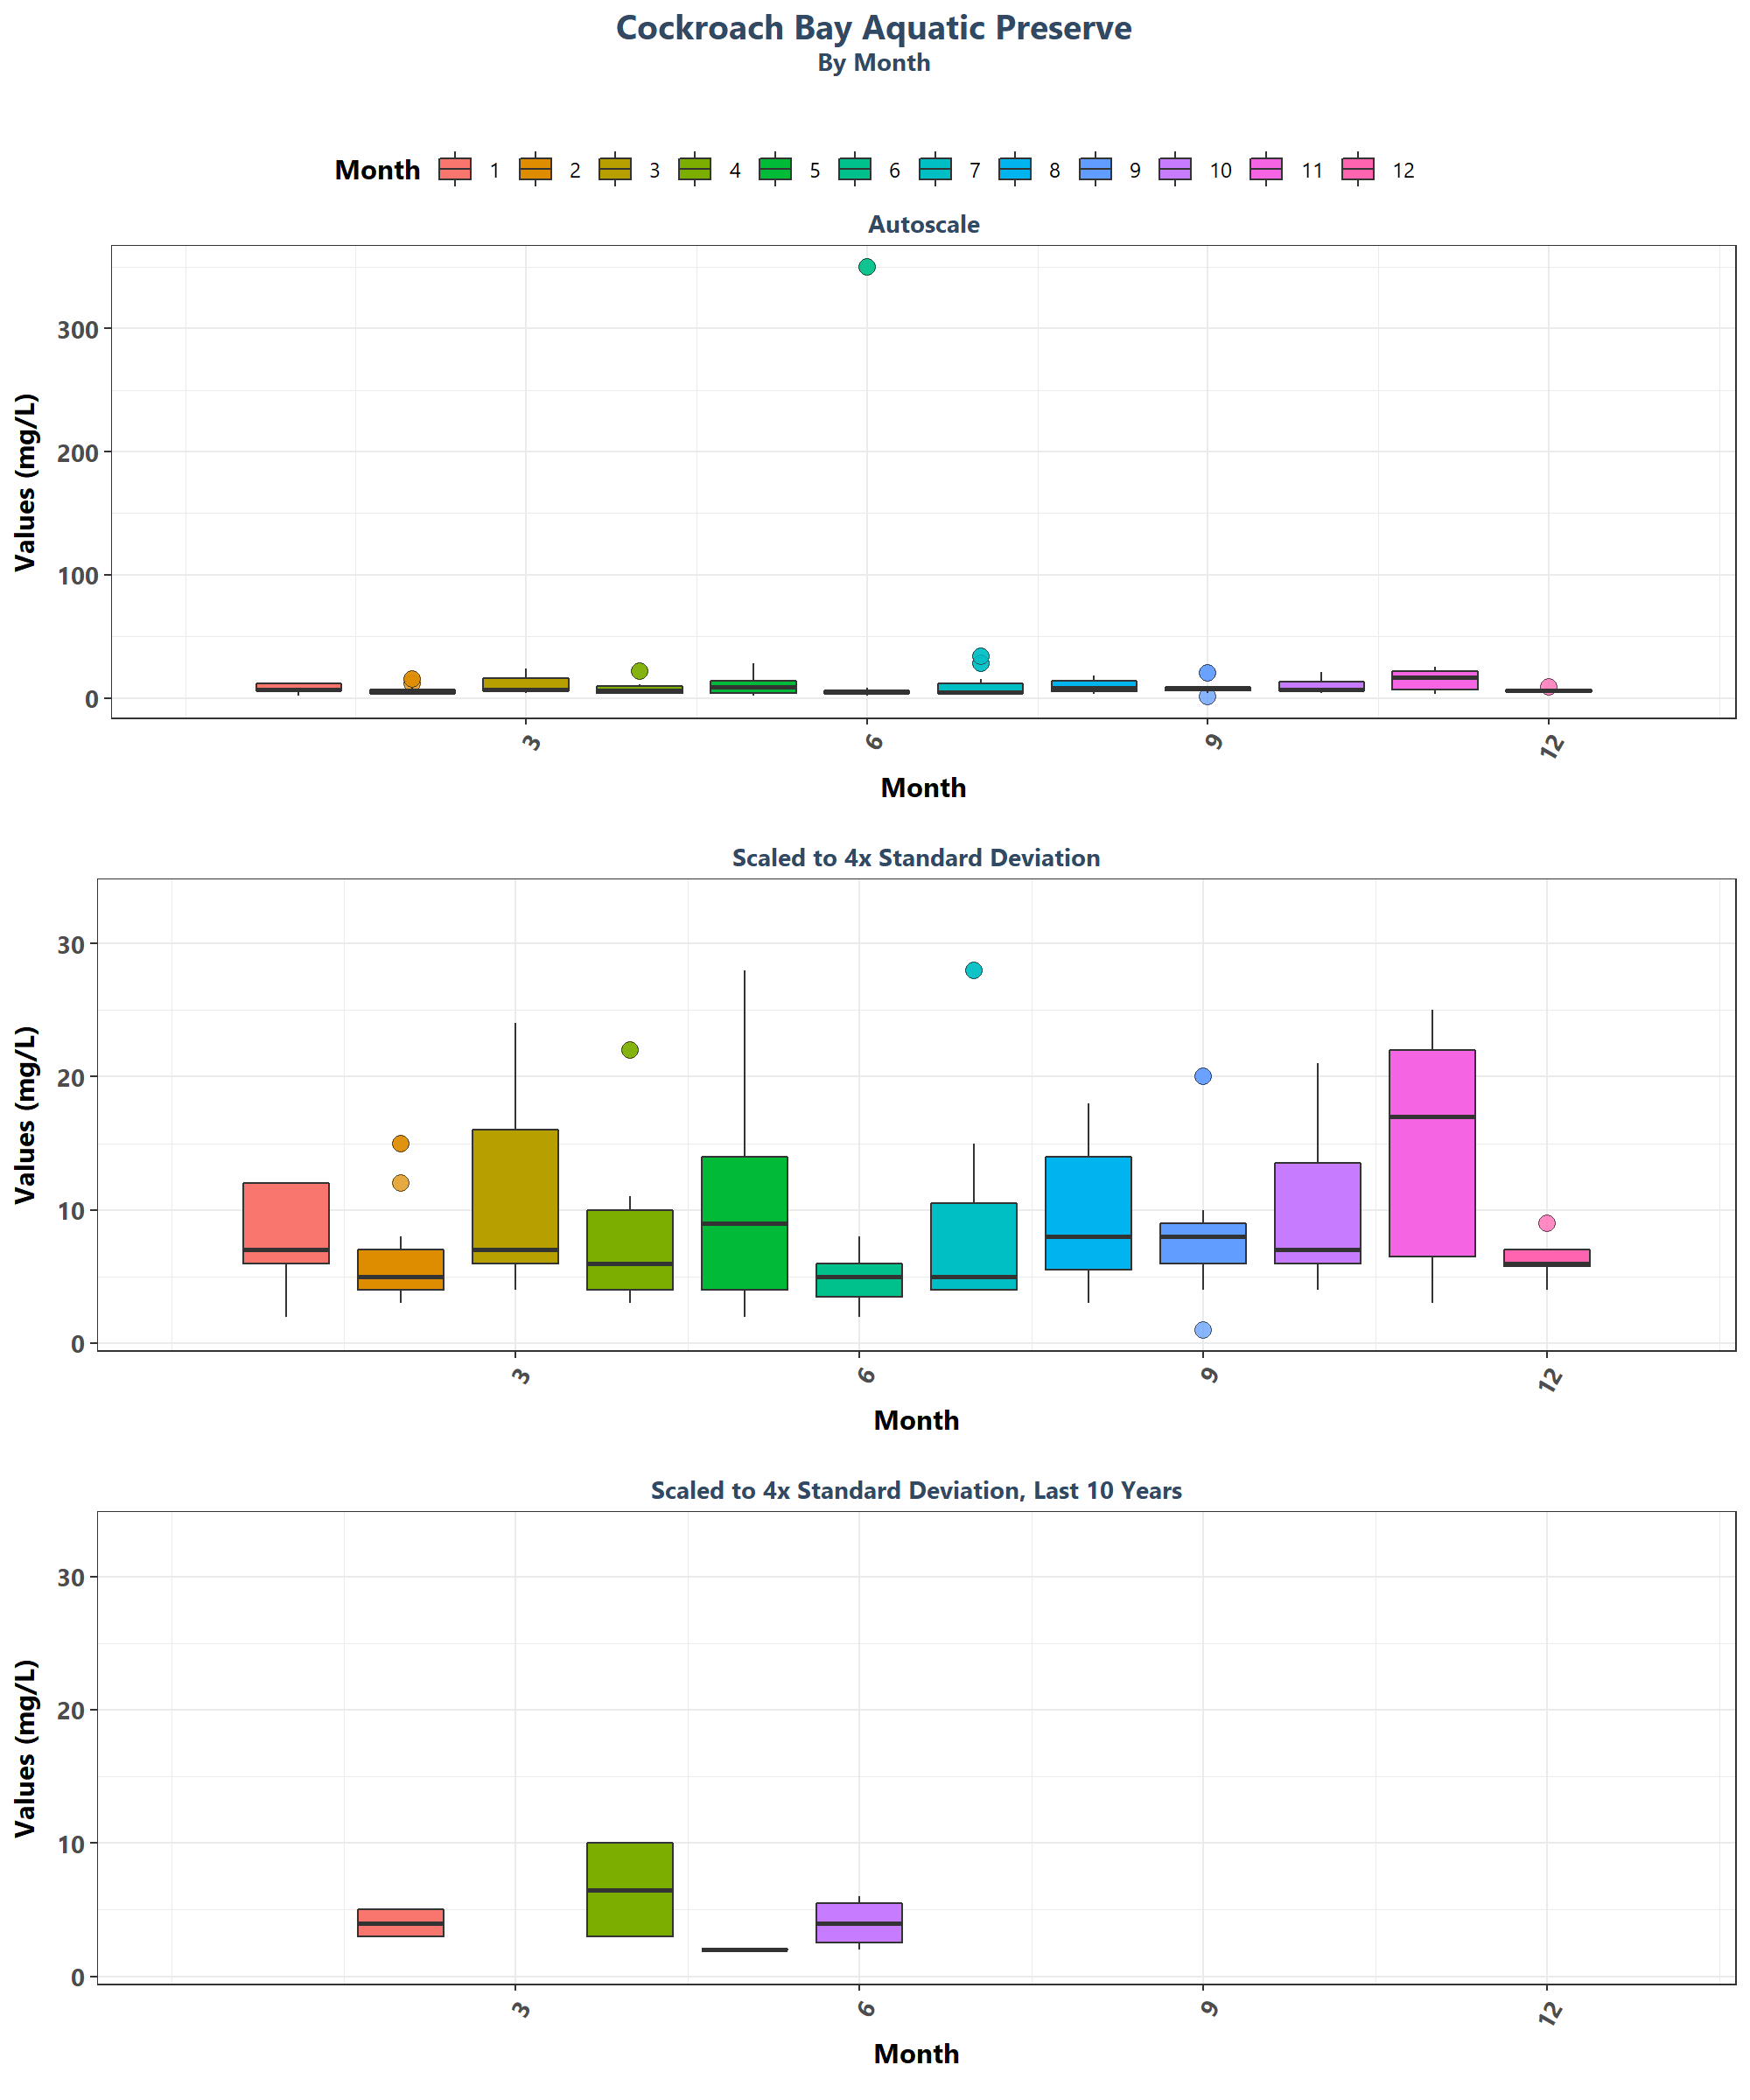 Cockroach Bay Aquatic Preserve
By Month
Month 1 2 3 4 5 6 7 8 9 10 11 12
Autoscale
Values (mg/L)
300
200
100
0
3 6 9 12
Month
Scaled to 4x Standard Deviation
Values (mg/L)
30
20
10
0
3 6 9 12
Month
Scaled to 4x Standard Deviation, Last 10 Years
Values (mg/L)
30
20
10
0
3 6 9 12
Month